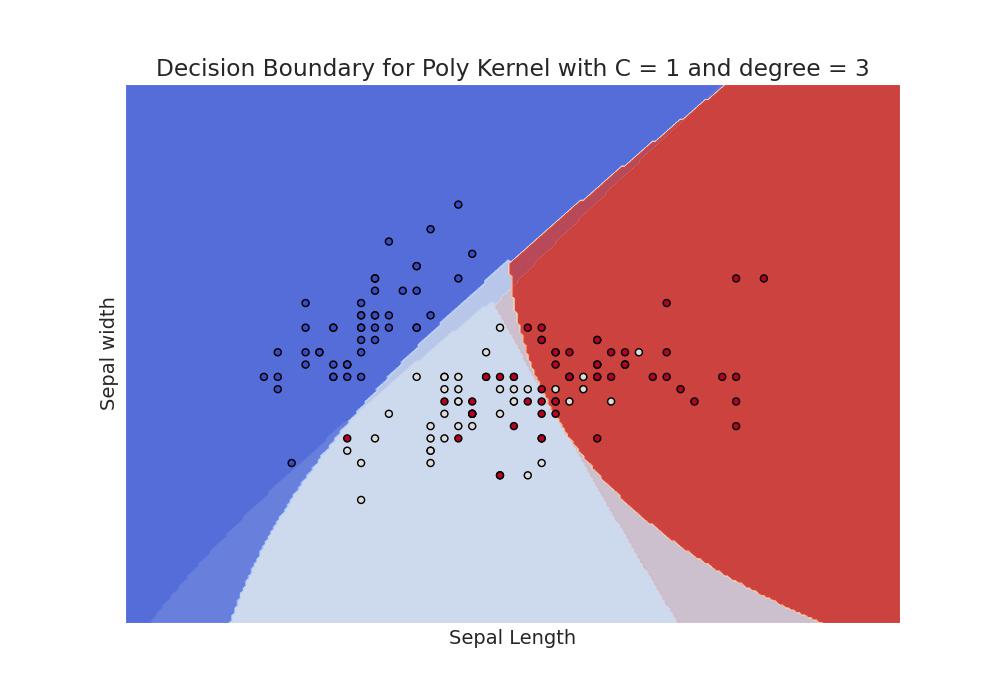 Decision Boundary for Poly Kernel with C = 1 and degree = 3
Sepal width
Sepal Length